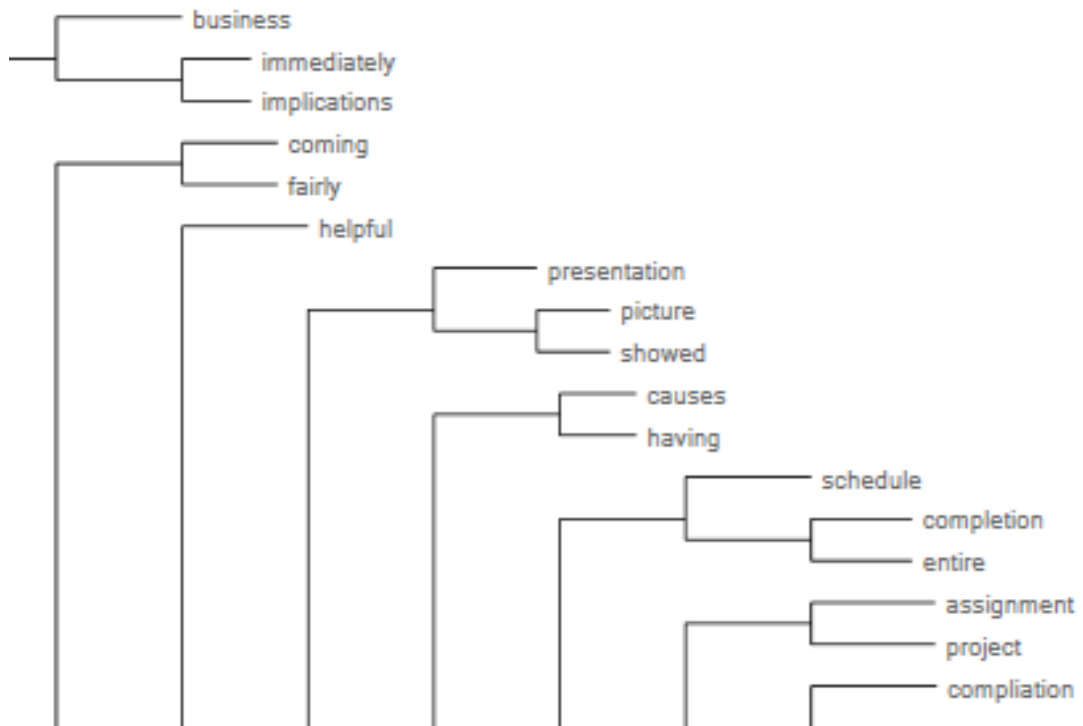 business
immediately
implications
coming
fairly
helpful
presentation
picture
showed
causes
having
schedule
completion
entire
assignment
project
compliation